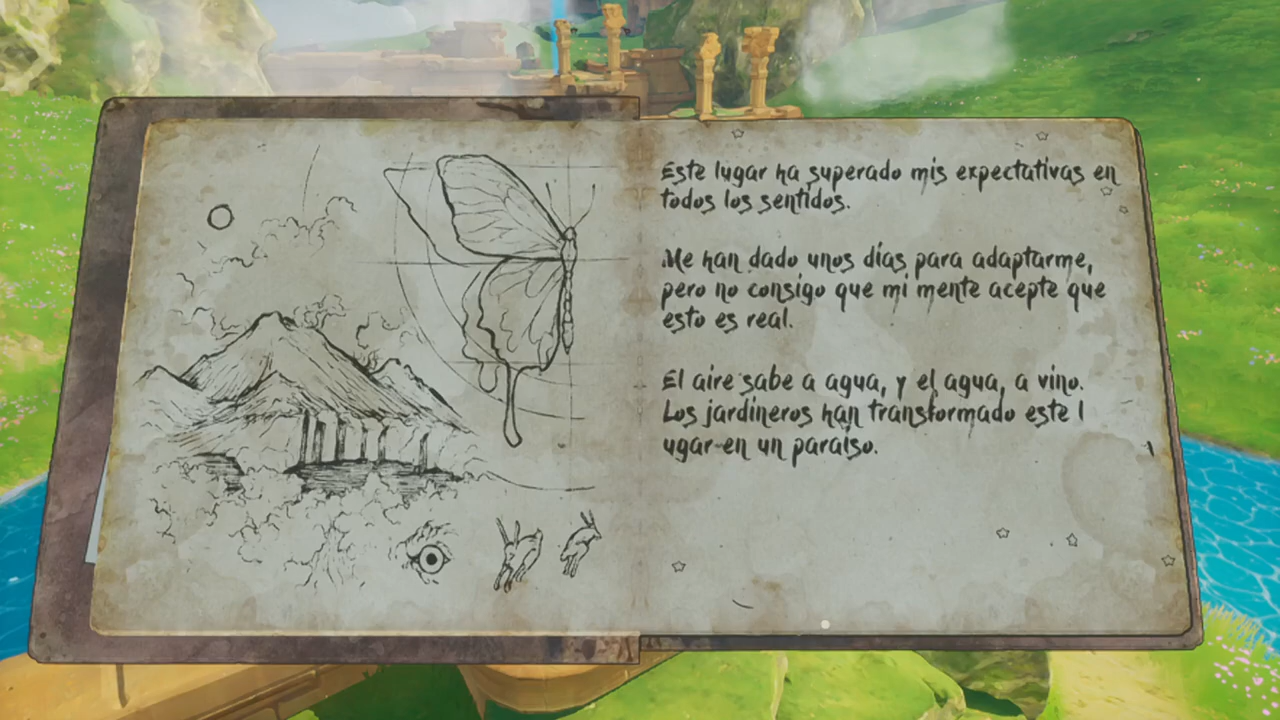 Este lugar ha superado mis expectativas en
todos los sentidos.
Me han dado unos días para adaptarme,
pero no consigo que mi mente acepte que
esto es real.
El aire sabe a agua, y el agua, a vino.
Los jardineros han transformado este l
ugar en un paraíso.